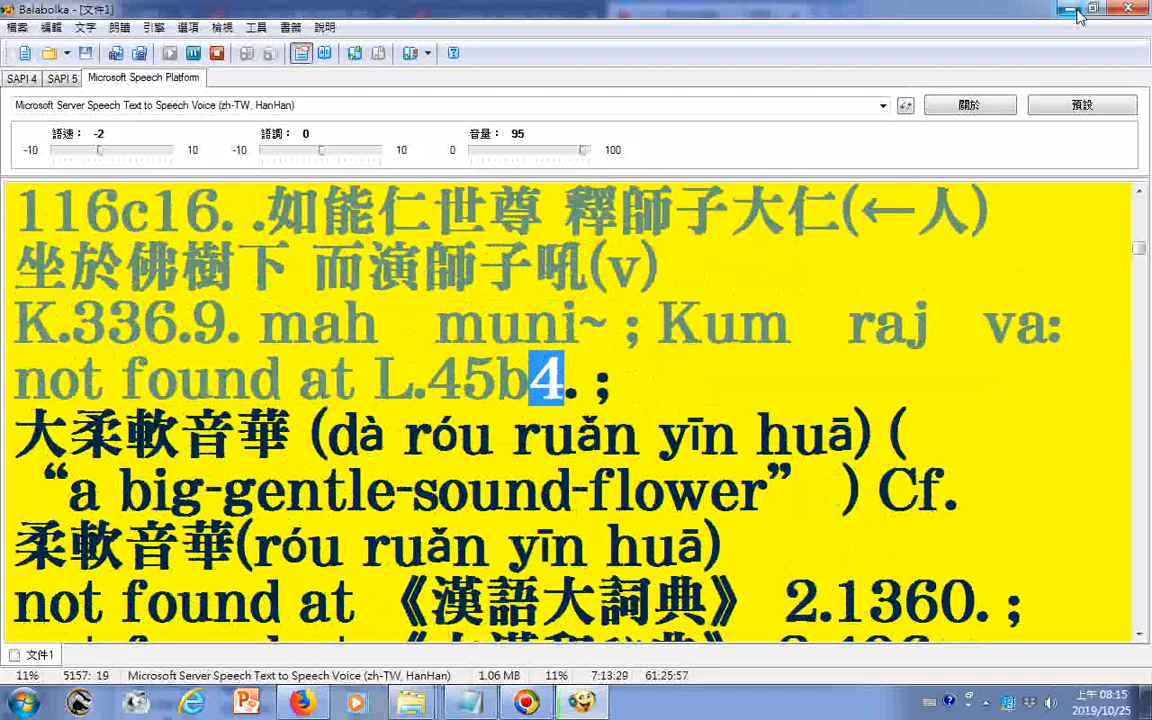 Balabolka - [文件1]
檔案 編輯 文字 朗讀 引擎 選項 檢視 工具 書籤 說明
SAPI 4 SAPI 5 Microsoft Speech Platform
Microsoft Server Speech Text to Speech Voice (zh-TW, HanHan) 關於 預設
語速： -2 語調： 0 音量： 95
-10 10 -10 10 0 100
116c16. .如能仁世尊 釋師子大仁(←人)
坐於佛樹下 而演師子吼(v)
K.336.9. mah muni~ ; Kum raj va:
not found at L.45b4. ;
大柔軟音華 (dà róu ruǎn yīn huā) (
“a big-gentle-sound-flower” ) Cf.
柔軟音華(róu ruǎn yīn huā)
not found at 《漢語大詞典》 2.1360. ;
文件1
11% 5157: 19 Microsoft Server Speech Text to Speech Voice (zh-TW, HanHan) 1.06 MB 11% 7:13:29 61:25:57
上午 08:15
2019/10/25